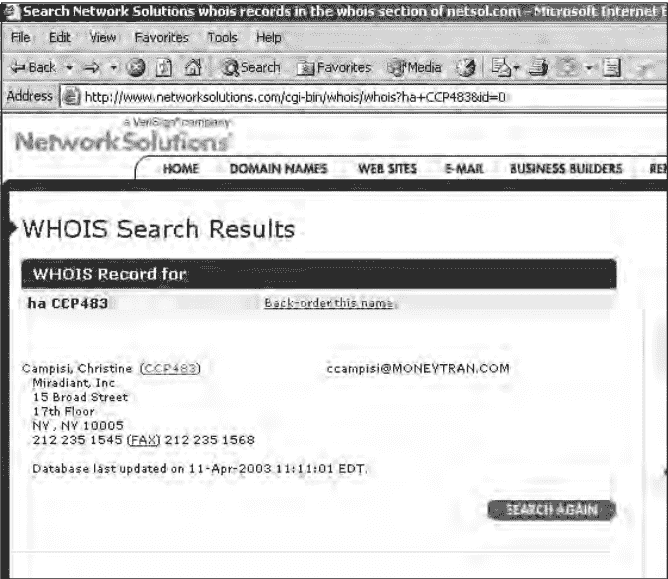 Search Network Solutions whois records in the whois section of netsol.com - Microsoft Internet
File Edit View Favorites Tools Help
Back Search Favorites Media
Address http://www.networksolutions.com/cgi-bin/whois/whois?ha+CCP483&id=0
a VeriSign company
NetworkSolutions
HOME DOMAIN NAMES WEB SITES E-MAIL BUSINESS BUILDERS
WHOIS Search Results
WHOIS Record for
ha CCP483 Back-order this name
Campisi, Christine (CCP483) ccampisi@MONEYTRAN.COM
Miradiant, Inc
15 Broad Street
17th Floor
NY, NY 10005
212 235 1545 (FAX) 212 235 1568
Database last updated on 11-Apr-2003 11:11:01 EDT.
SEARCH AGAIN